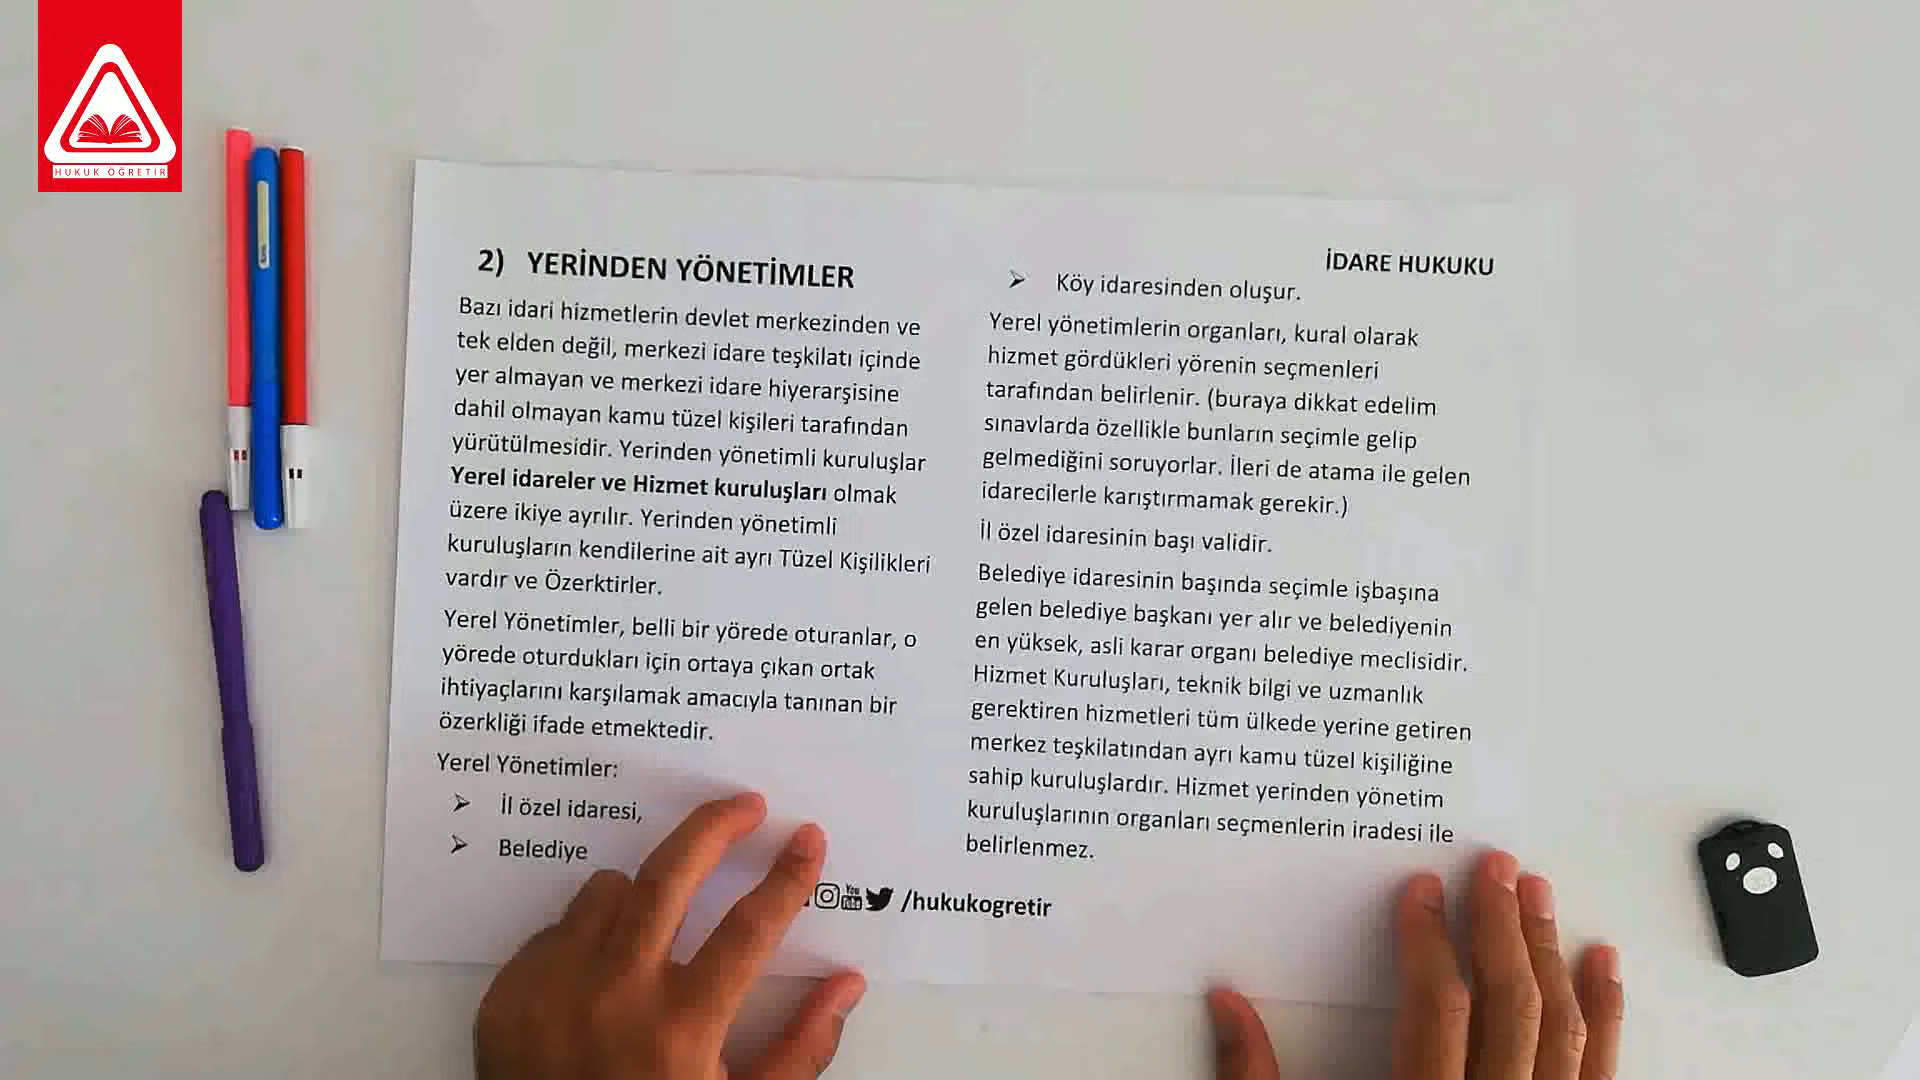 HUKUK ÖĞRETİR
İDARE HUKUKU
2) YERİNDEN YÖNETİMLER
Bazı idari hizmetlerin devlet merkezinden ve
tek elden değil, merkezi idare teşkilatı içinde
yer almayan ve merkezi idare hiyerarşisine
dahil olmayan kamu tüzel kişileri tarafından
yürütülmesidir. Yerinden yönetimli kuruluşlar
Yerel idareler ve Hizmet kuruluşları olmak
üzere ikiye ayrılır. Yerinden yönetimli
kuruluşların kendilerine ait ayrı Tüzel Kişilikleri
vardır ve Özerktirler.
Yerel Yönetimler, belli bir yörede oturanlar, o
yörede oturdukları için ortaya çıkan ortak
ihtiyaçlarını karşılamak amacıyla tanınan bir
özerkliği ifade etmektedir.
Yerel Yönetimler:
➢ İl özel idaresi,
➢ Belediye
➢ Köy idaresinden oluşur.
Yerel yönetimlerin organları, kural olarak
hizmet gördükleri yörenin seçmenleri
tarafından belirlenir. (buraya dikkat edelim
sınavlarda özellikle bunların seçimle gelip
gelmediğini soruyorlar. İleri de atama ile gelen
idarecilerle karıştırmamak gerekir.)
İl özel idaresinin başı validir.
Belediye idaresinin başında seçimle işbaşına
gelen belediye başkanı yer alır ve belediyenin
en yüksek, asli karar organı belediye meclisidir.
Hizmet Kuruluşları, teknik bilgi ve uzmanlık
gerektiren hizmetleri tüm ülkede yerine getiren
merkez teşkilatından ayrı kamu tüzel kişiliğine
sahip kuruluşlardır. Hizmet yerinden yönetim
kuruluşlarının organları seçmenlerin iradesi ile
belirlenmez.
You Tube /hukukogretir